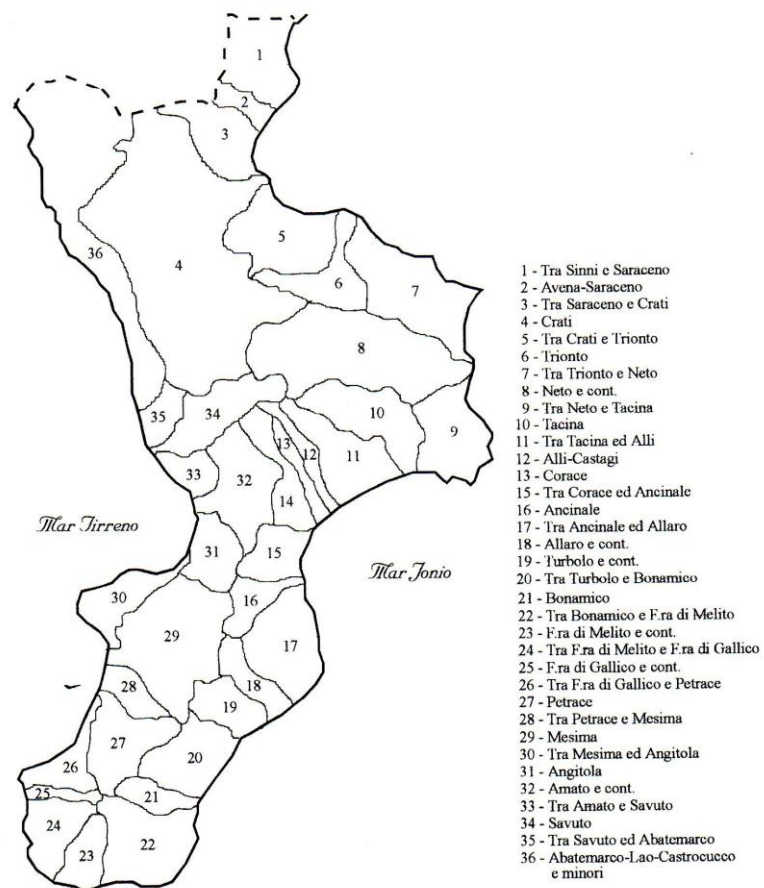 1
2
3
36
4
5
6
7
8
35
34
10
9
13
12
11
33
32
14
Mar Tirreno
31
15
Mar Jonio
30
16
29
17
28
18
19
27
20
26
25
21
24
23
22
1 - Tra Sinni e Saraceno
2 - Avena-Saraceno
3 - Tra Saraceno e Crati
4 - Crati
5 - Tra Crati e Trionto
6 - Trionto
7 - Tra Trionto e Neto
8 - Neto e cont.
9 - Tra Neto e Tacina
10 - Tacina
11 - Tra Tacina ed Alli
12 - Alli-Castagi
13 - Corace
15 - Tra Corace ed Ancinale
16 - Ancinale
17 - Tra Ancinale ed Allaro
18 - Allaro e cont.
19 - Turbolo e cont.
20 - Tra Turbolo e Bonamico
21 - Bonamico
22 - Tra Bonamico e F.ra di Melito
23 - F.ra di Melito e cont.
24 - Tra F.ra di Melito e F.ra di Gallico
25 - F.ra di Gallico e cont.
26 - Tra F.ra di Gallico e Petrace
27 - Petrace
28 - Tra Petrace e Mesima
29 - Mesima
30 - Tra Mesima ed Angitola
31 - Angitola
32 - Amato e cont.
33 - Tra Amato e Savuto
34 - Savuto
35 - Tra Savuto ed Abatemarco
36 - Abatemarco-Lao-Castrocucco
e minori